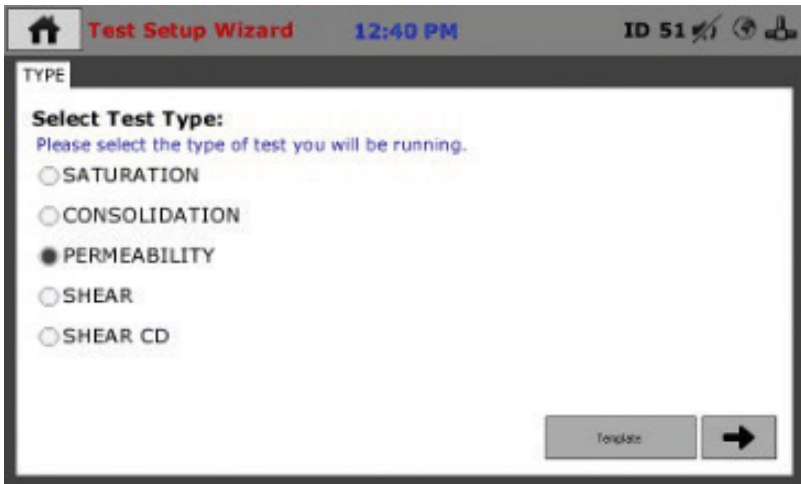 Test Setup Wizard 12:40 PM ID 51
TYPE
Select Test Type:
Please select the type of test you will be running.
SATURATION
CONSOLIDATION
PERMEABILITY
SHEAR
SHEAR CD
Template